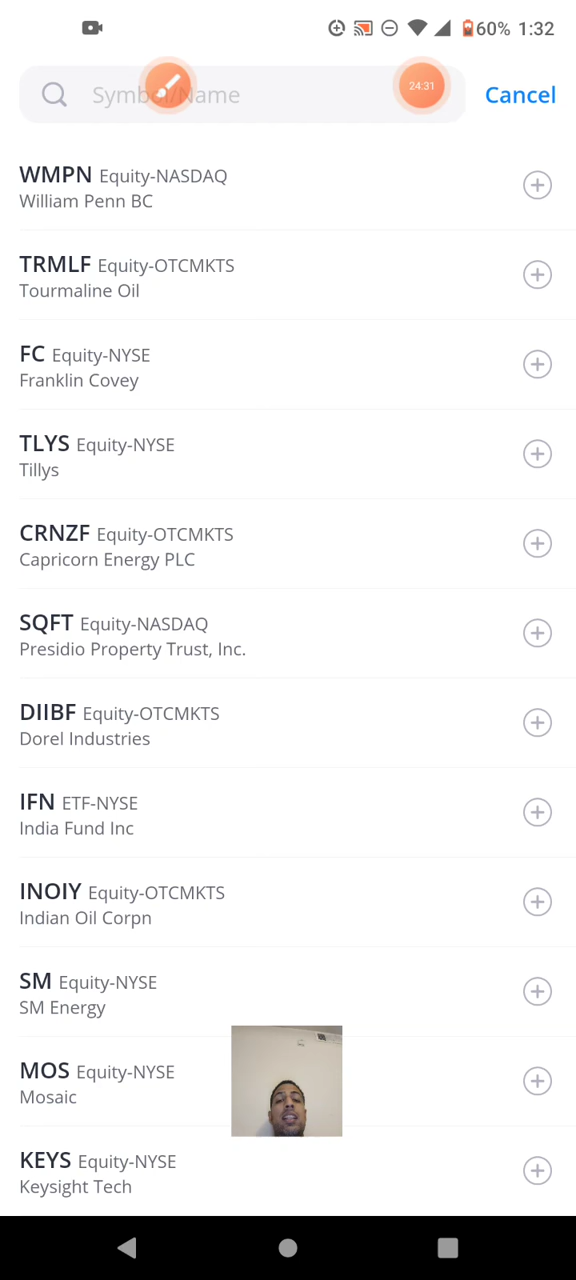 60% 1:32
Symbol/Name
24:31
Cancel
WMPN Equity-NASDAQ
William Penn BC
TRMLF Equity-OTCMKTS
Tourmaline Oil
FC Equity-NYSE
Franklin Covey
TLYS Equity-NYSE
Tillys
CRNZF Equity-OTCMKTS
Capricorn Energy PLC
SQFT Equity-NASDAQ
Presidio Property Trust, Inc.
DIIBF Equity-OTCMKTS
Dorel Industries
IFN ETF-NYSE
India Fund Inc
INOIY Equity-OTCMKTS
Indian Oil Corpn
SM Equity-NYSE
SM Energy
MOS Equity-NYSE
Mosaic
KEYS Equity-NYSE
Keysight Tech